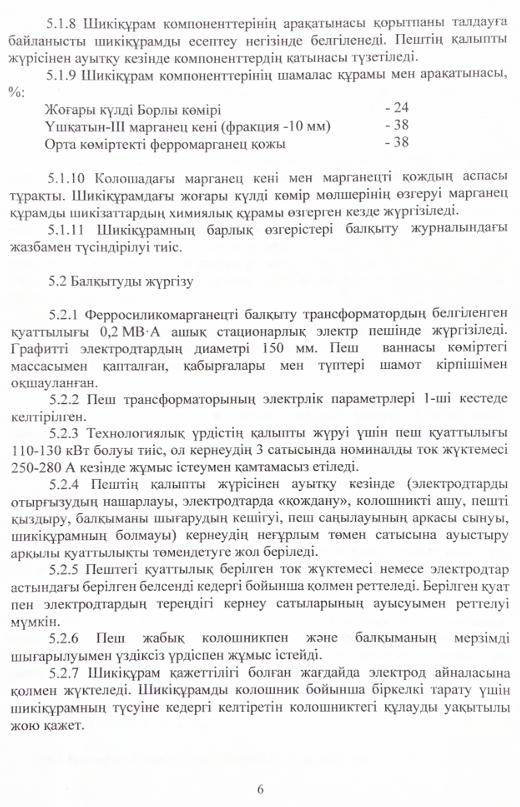 5.1.8 Шикіқұрам компоненттерінің арақатынасы қорытпаны талдауға
байланысты шикіқұрамды есептеу негізінде белгіленеді. Пештің қалыпты
жүрісінен ауытқу кезінде компоненттердің қатынасы түзетіледі.
5.1.9 Шикіқұрам компоненттерінің шамалас құрамы мен арақатынасы,
%:
Жоғары күлді Борлы көмірі - 24
Үшқатын-III марганец кені (фракция -10 мм) - 38
Орта көміртекті ферромарганец қожы - 38
5.1.10 Колошадағы марганец кені мен марганецті қождың аспасы
тұрақты. Шикіқұрамдағы жоғары күлді көмір мөлшерінің өзгеруі марганец
құрамды шикізаттардың химиялық құрамы өзгерген кезде жүргізіледі.
5.1.11 Шикіқұрамның барлық өзгерістері балқыту журналындағы
жазбамен түсіндірілуі тиіс.
5.2 Балқытуды жүргізу
5.2.1 Ферросиликомарганецті балқыту трансформатордың белгіленген
қуаттылығы 0,2 МВ·А ашық стационарлық электр пешінде жүргізіледі.
Графитті электродтардың диаметрі 150 мм. Пеш ваннасы көміртегі
массасымен қапталған, қабырғалары мен түптері шамот кірпішімен
оқшауланған.
5.2.2 Пеш трансформаторының электрлік параметрлері 1-ші кестеде
келтірілген.
5.2.3 Технологиялық үрдістің қалыпты жүруі үшін пеш қуаттылығы
110-130 кВт болуы тиіс, ол кернеудің 3 сатысында номиналды ток жүктемесі
250-280 А кезінде жұмыс істеумен қамтамасыз етіледі.
5.2.4 Пештің қалыпты жүрісінен ауытқу кезінде (электродтарды
отырғызудың нашарлауы, электродтарда «қождану», колошникті ашу, пешті
қыздыру, балқыманы шығарудың кешігуі, пеш саңылауының аркасы сынуы,
шикіқұрамның болмауы) кернеудің неғұрлым төмен сатысына ауыстыру
арқылы қуаттылықты төмендетуге жол беріледі.
5.2.5 Пештегі қуаттылық берілген ток жүктемесі немесе электродтар
астындағы берілген белсенді кедергі бойынша қолмен реттеледі. Берілген қуат
пен электродтардың тереңдігі кернеу сатыларының ауысуымен реттелуі
мүмкін.
5.2.6 Пеш жабық колошникпен және балқыманың мерзімді
шығарылуымен үздіксіз үрдіспен жұмыс істейді.
5.2.7 Шикіқұрам қажеттілігі болған жағдайда электрод айналасына
қолмен жүктеледі. Шикіқұрамды колошник бойынша біркелкі тарату үшін
шикіқұрамның түсуіне кедергі келтіретін колошниктегі құлауды уақытылы
жою қажет.
6